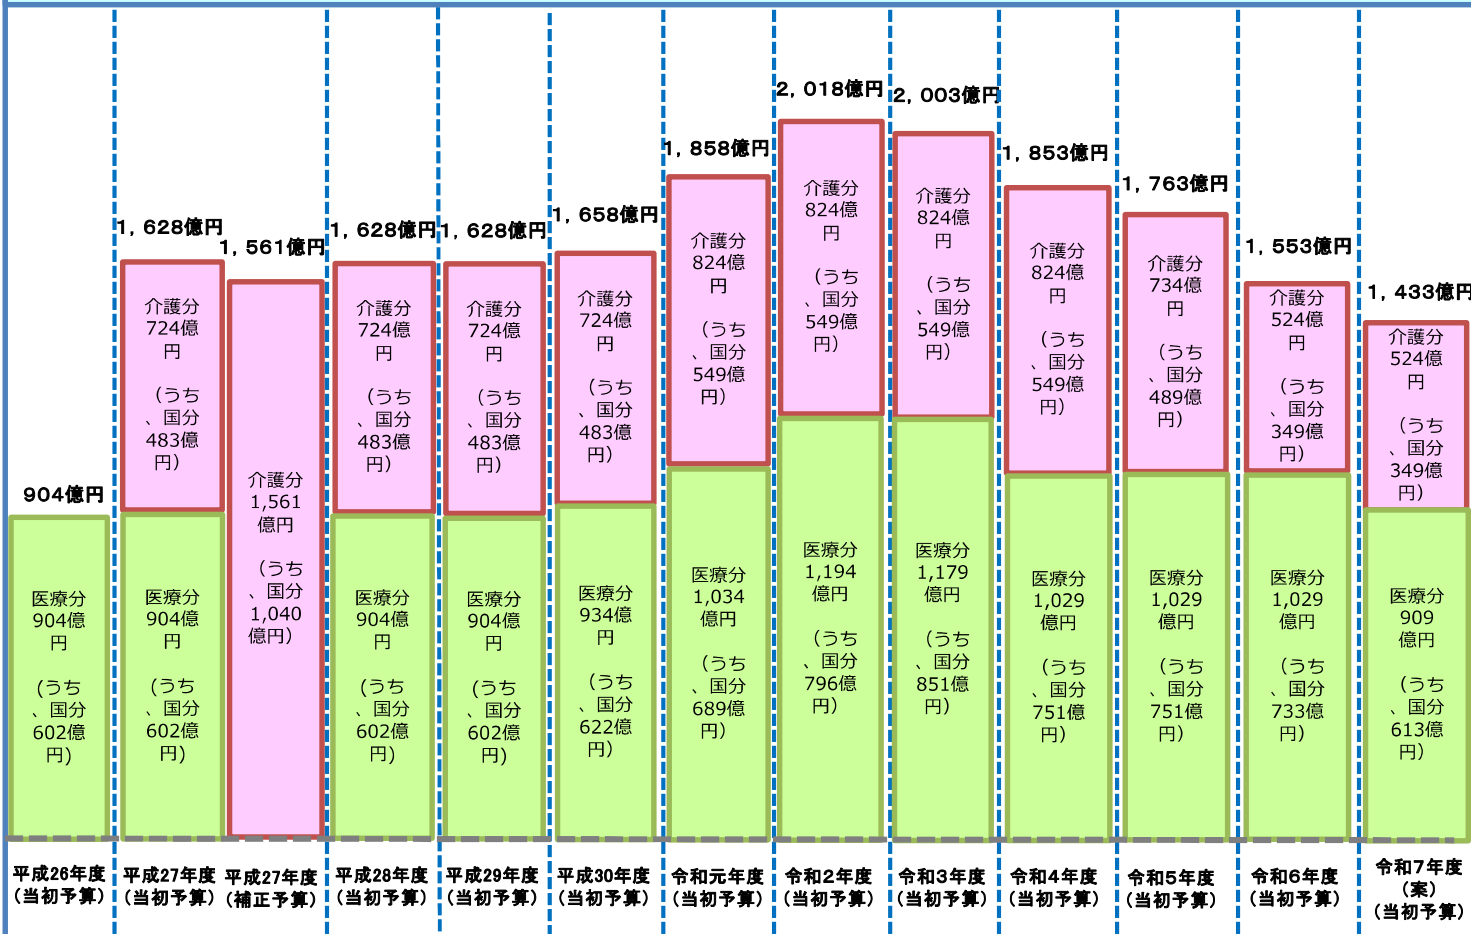 904億円
医療分
904億
円
(うち
、国分
602億
円)
平成26年度
(当初予算)
1，628億円
介護分
724億
円
（うち
、国分
483億
円）
医療分
904億
円
(うち
、国分
602億
円)
平成27年度
(当初予算)
1，561億円
介護分
1,561
億円
（うち
、国分
1,040
億円）
平成27年度
(補正予算)
1，628億円
介護分
724億
円
（うち
、国分
483億
円）
医療分
904億
円
(うち
、国分
602億
円)
平成28年度
(当初予算)
1，628億円
介護分
724億
円
（うち
、国分
483億
円）
医療分
904億
円
(うち
、国分
602億
円)
平成29年度
(当初予算)
1，658億円
介護分
724億
円
（うち
、国分
483億
円）
医療分
934億
円
（うち
、国分
622億
円）
平成30年度
(当初予算)
1，858億円
介護分
824億
円
（うち
、国分
549億
円）
医療分
1,034
億円
（うち
、国分
689億
円）
令和元年度
(当初予算)
2，018億円
介護分
824億
円
（うち
、国分
549億
円）
医療分
1,194
億円
（うち
、国分
796億
円）
令和2年度
(当初予算)
2，003億円
介護分
824億
円
（うち
、国分
549億
円）
医療分
1,179
億円
（うち
、国分
851億
円）
令和3年度
(当初予算)
1，853億円
介護分
824億
円
（うち
、国分
549億
円）
医療分
1,029
億円
（うち
、国分
751億
円）
令和4年度
(当初予算)
1，763億円
介護分
734億
円
（うち
、国分
489億
円）
医療分
1,029
億円
（うち
、国分
751億
円）
令和5年度
(当初予算)
1，553億円
介護分
524億
円
（うち
、国分
349億
円）
医療分
1,029
億円
（うち
、国分
733億
円）
令和6年度
(当初予算)
1，433億円
介護分
524億
円
（うち
、国分
349億
円）
医療分
909
億円
（うち
、国分
613億
円）
令和7年度
(案)
(当初予算)